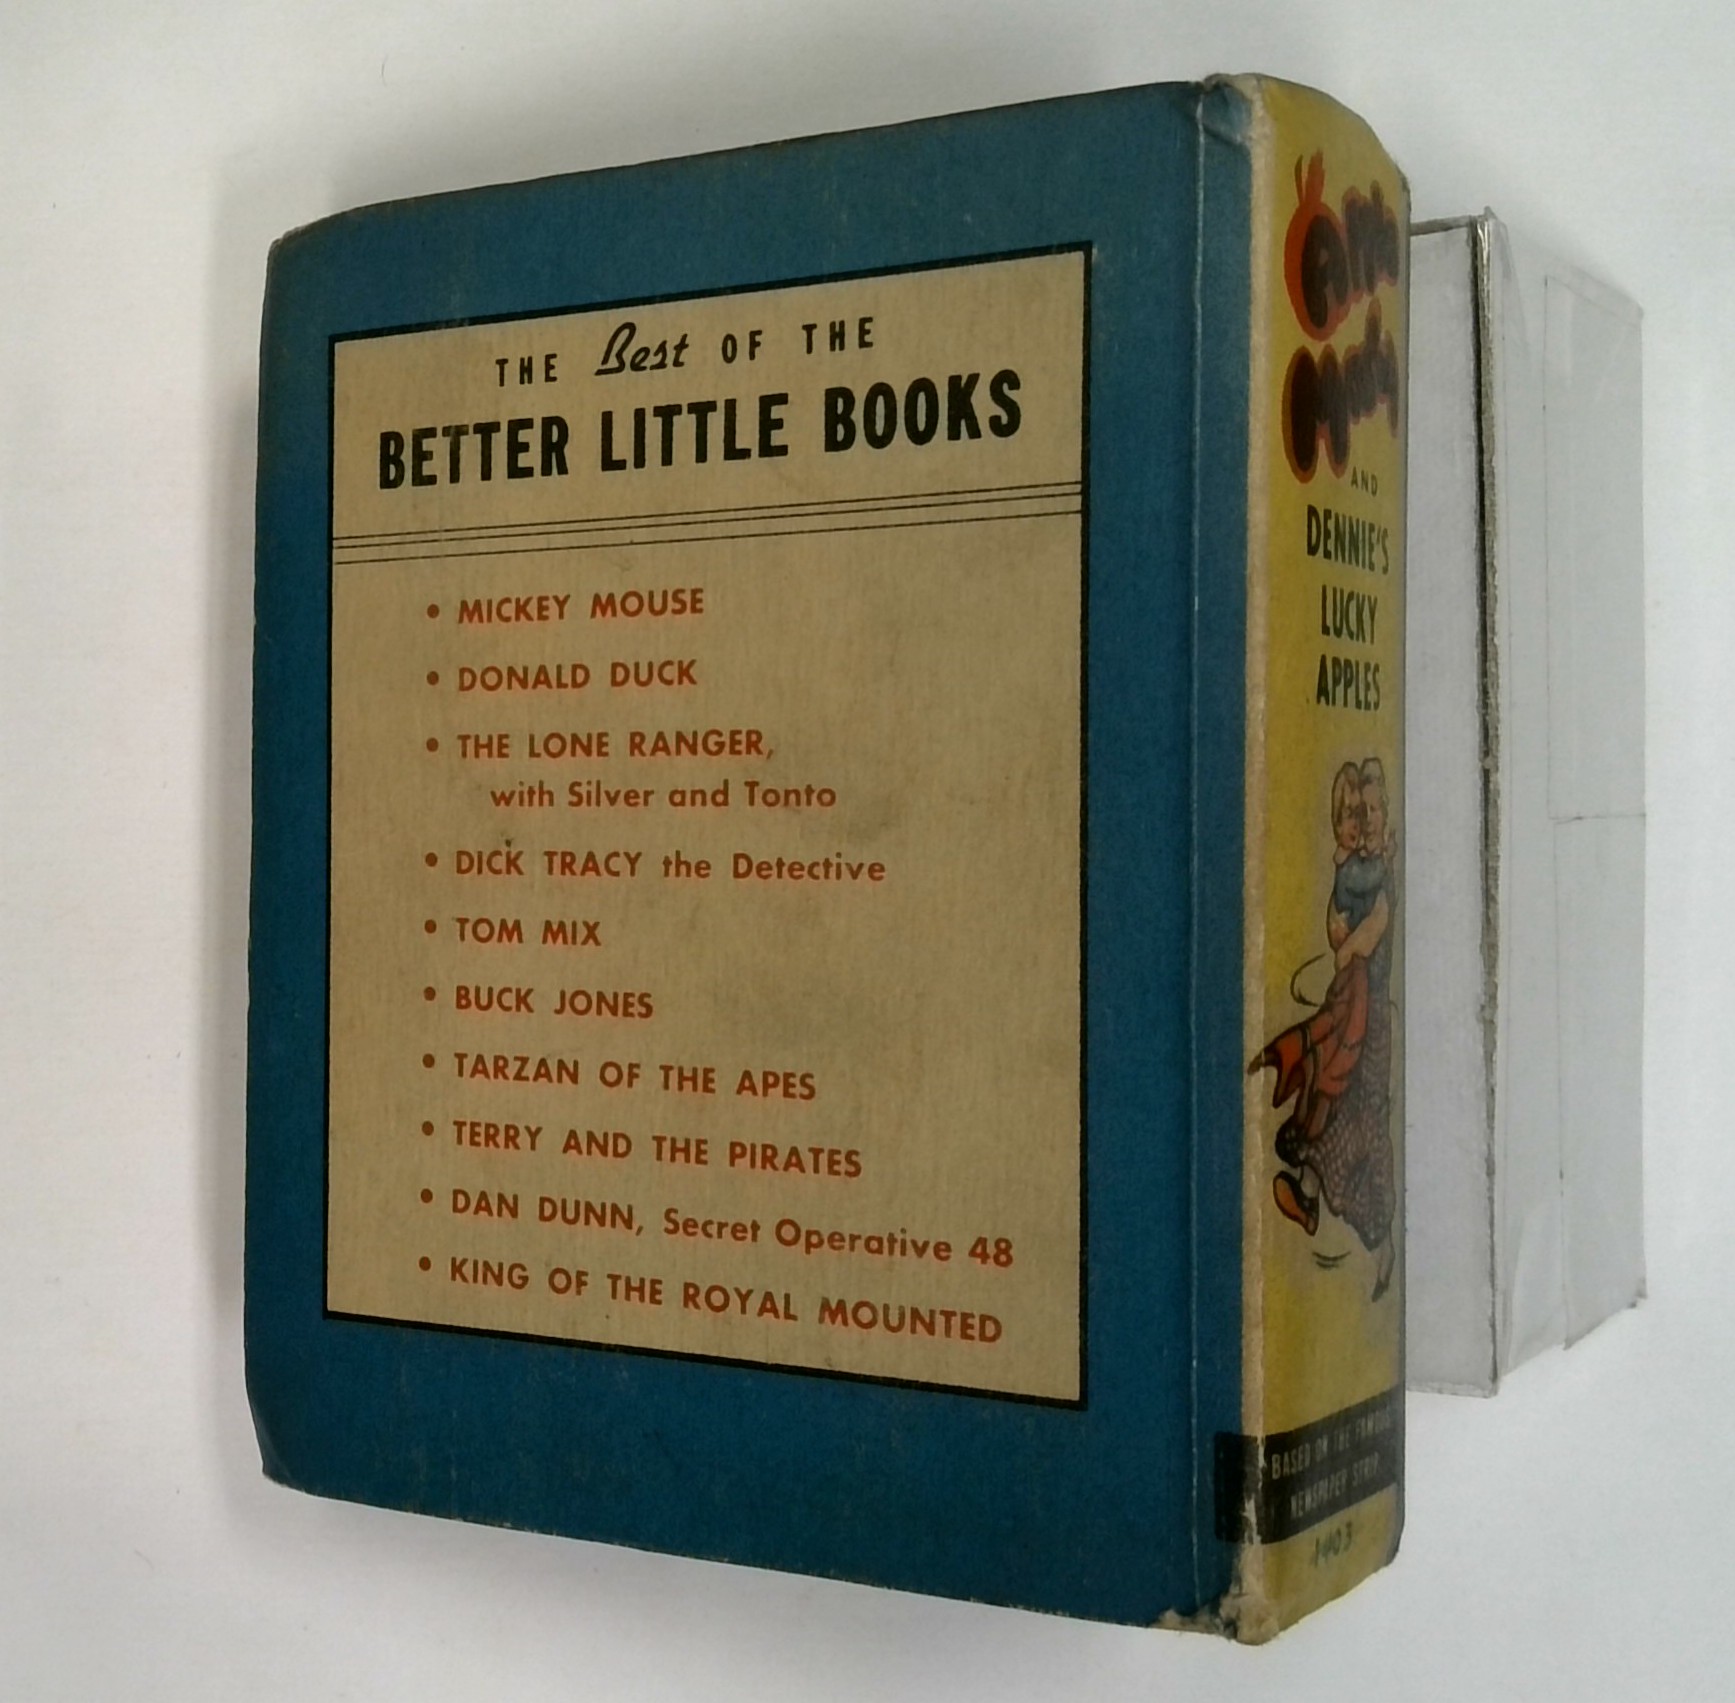 THE Best OF THE
BETTER LITTLE BOOKS
• MICKEY MOUSE
• DONALD DUCK
• THE LONE RANGER,
with Silver and Tonto
• DICK TRACY the Detective
• TOM MIX
• BUCK JONES
• TARZAN OF THE APES
• TERRY AND THE PIRATES
• DAN DUNN, Secret Operative 48
• KING OF THE ROYAL MOUNTED
AND
DENNIE'S
LUCKY
APPLES
BASED ON THE FAMOUS
NEWSPAPER STRIP
1403